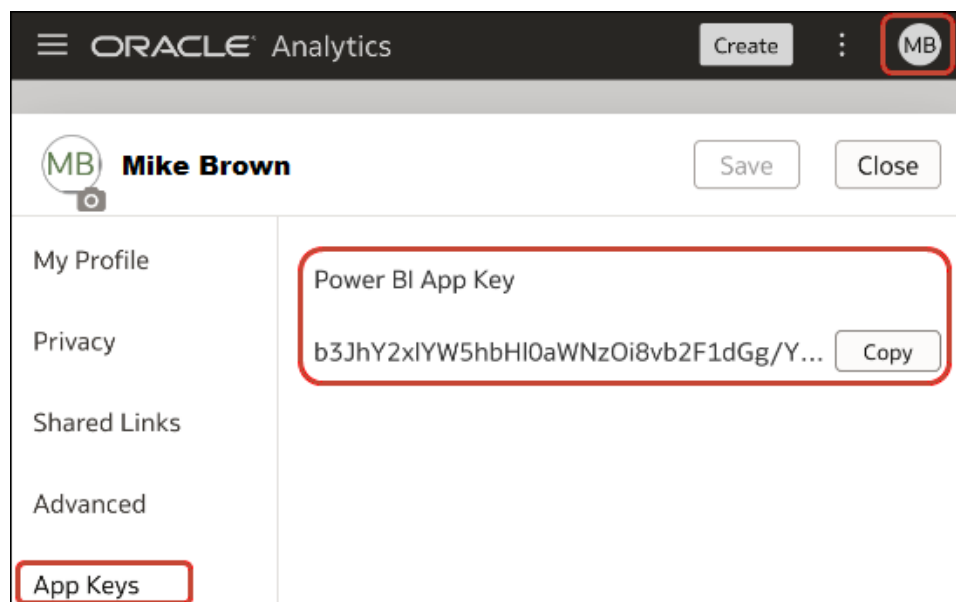 ORACLE Analytics
Create
MB
MB
Mike Brown
Save
Close
My Profile
Power BI App Key
Privacy
b3JhY2xlYW5hbHl0aWNzOi8vb2F1dGg/Y...
Copy
Shared Links
Advanced
App Keys